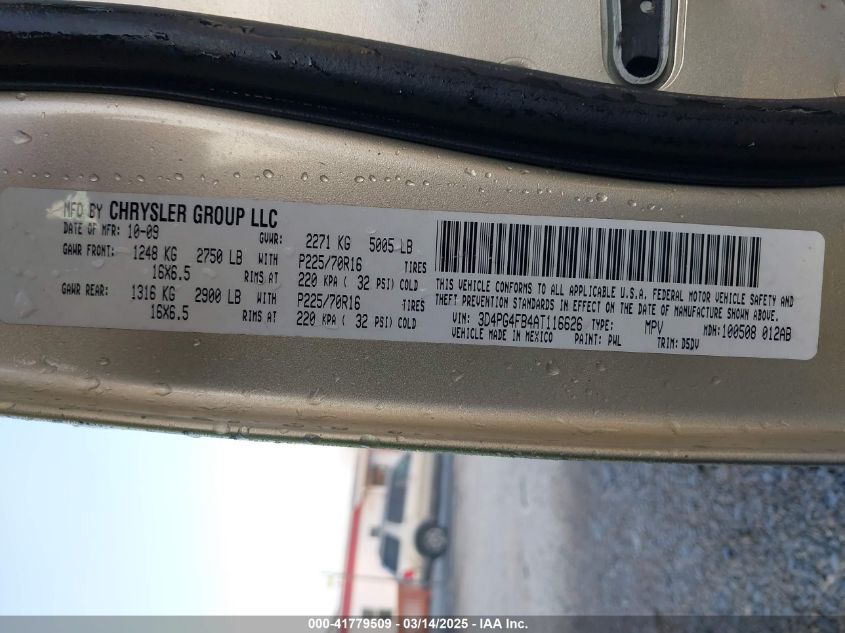 MFD BY CHRYSLER GROUP LLC
DATE OF MFR: 10-09 GVWR: 2271 KG 5005 LB
GAWR FRONT: 1248 KG 2750 LB WITH P225/70R16 TIRES
16X6.5 RIMS AT 220 KPA ( 32 PSI) COLD
GAWR REAR: 1316 KG 2900 LB WITH P225/70R16 TIRES
16X6.5 RIMS AT 220 KPA ( 32 PSI) COLD
THIS VEHICLE CONFORMS TO ALL APPLICABLE U.S.A. FEDERAL MOTOR VEHICLE SAFETY AND
THEFT PREVENTION STANDARDS IN EFFECT ON THE DATE OF MANUFACTURE SHOWN ABOVE.
VIN: 3D4PG4FB4AT116626 TYPE: MPV MDH:100508 012AB
VEHICLE MADE IN MEXICO PAINT: PWL TRIM: DSDV
000-41779509 - 03/14/2025 - IAA Inc.